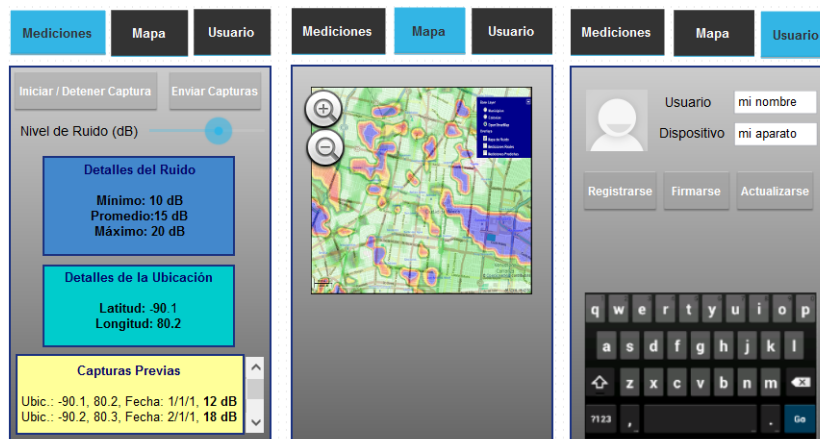 Mediciones
Mapa
Usuario
Iniciar / Detener Captura
Enviar Capturas
Nivel de Ruido (dB)
Detalles del Ruido
Mínimo: 10 dB
Promedio:15 dB
Máximo: 20 dB
Detalles de la Ubicación
Latitud: -90.1
Longitud: 80.2
Capturas Previas
Ubic.: -90.1, 80.2, Fecha: 1/1/1, 12 dB
Ubic.: -90.2, 80.3, Fecha: 2/1/1, 18 dB
Mediciones
Mapa
Usuario
Base Layer
OpenStreetMap
Mediciones
Mapa
Usuario
Usuario
mi nombre
Dispositivo
mi aparato
Registrarse
Firmarse
Actualizarse
q w e r t y u i o p
a s d f g h j k l
z x c v b n m
?123 , . Go